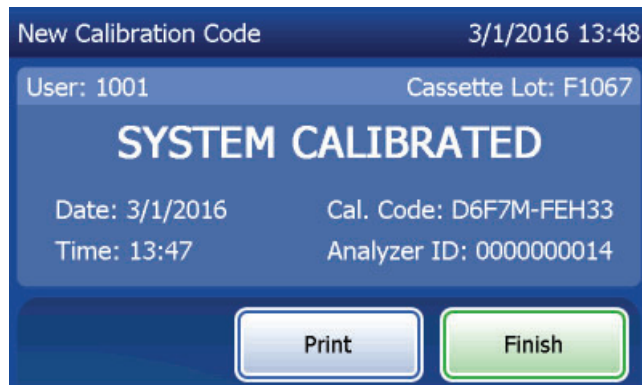 New Calibration Code 3/1/2016 13:48
User: 1001 Cassette Lot: F1067
SYSTEM CALIBRATED
Date: 3/1/2016 Cal. Code: D6F7M-FEH33
Time: 13:47 Analyzer ID: 0000000014
Print Finish